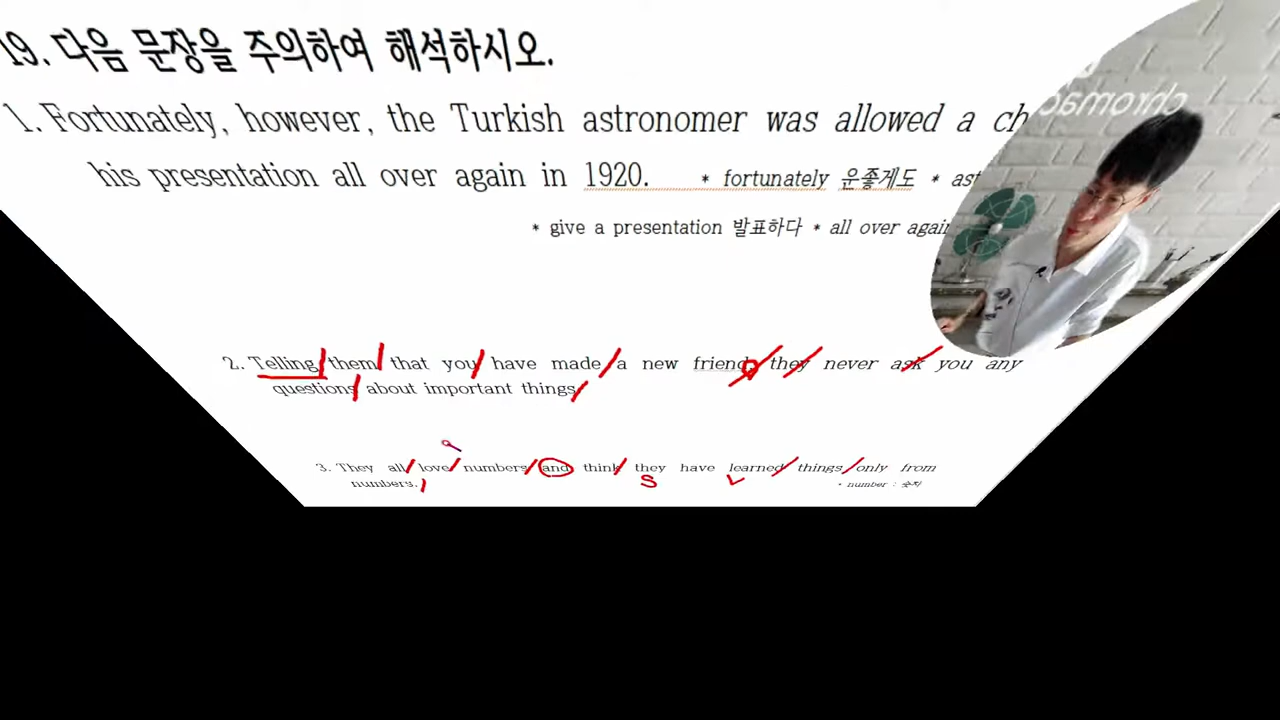 19. 다음 문장을 주의하여 해석하시오.
1. Fortunately, however, the Turkish astronomer was allowed a
his presentation all over again in 1920. * fortunately 운좋게도 *
* give a presentation 발표하다 * all over again
2. Telling them that you have made a new friend, they never ask you any
questions about important things.
3. They all love numbers and think they have learned things only from
numbers.
S
* number : 숫자